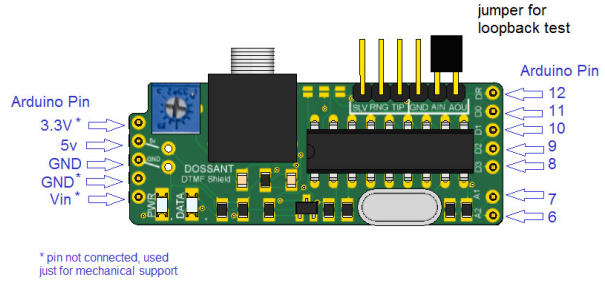 jumper for
loopback test
Arduino Pin
Arduino Pin
3.3V *
5v
GND
GND *
Vin *
5v
GND
SLV RNG TIP GND AIN AOU
DOSSANT
DTMF Shield
PWR
DATA
DR
D0
D1
D2
D3
A1
A2
12
11
10
9
8
7
6
* pin not connected, used
just for mechanical support